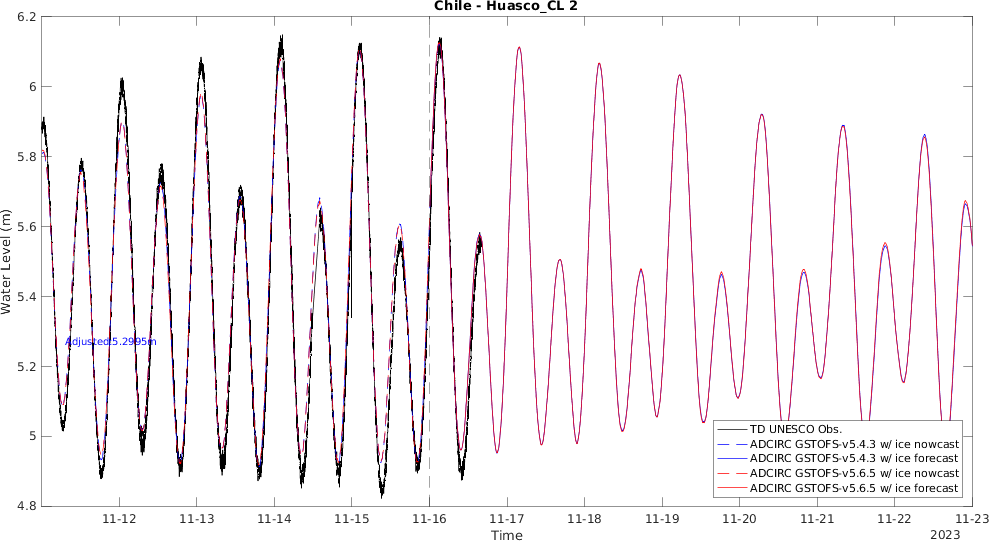 Chile - Huasco_CL 2
6.2
6
5.8
5.6
5.4
5.2
5
4.8
Water Level (m)
Adjusted:5.2995m
TD UNESCO Obs.
ADCIRC GSTOFS-v5.4.3 w/ ice nowcast
ADCIRC GSTOFS-v5.4.3 w/ ice forecast
ADCIRC GSTOFS-v5.6.5 w/ ice nowcast
ADCIRC GSTOFS-v5.6.5 w/ ice forecast
11-12 11-13 11-14 11-15 11-16 11-17 11-18 11-19 11-20 11-21 11-22 11-23
Time
2023